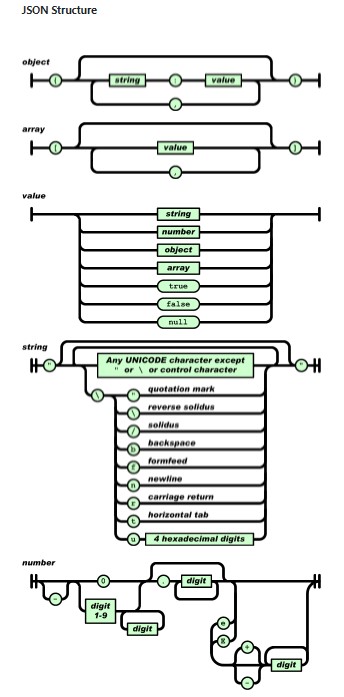 JSON Structure
object
{ string : value }
,
array
[ value ]
,
value
string
number
object
array
true
false
null
string
" Any UNICODE character except "
" or \ or control character
\ " quotation mark
\ reverse solidus
/ solidus
b backspace
f formfeed
n newline
r carriage return
t horizontal tab
u 4 hexadecimal digits
number
0 . digit
-
digit
1-9
digit
e
E
+
digit
-